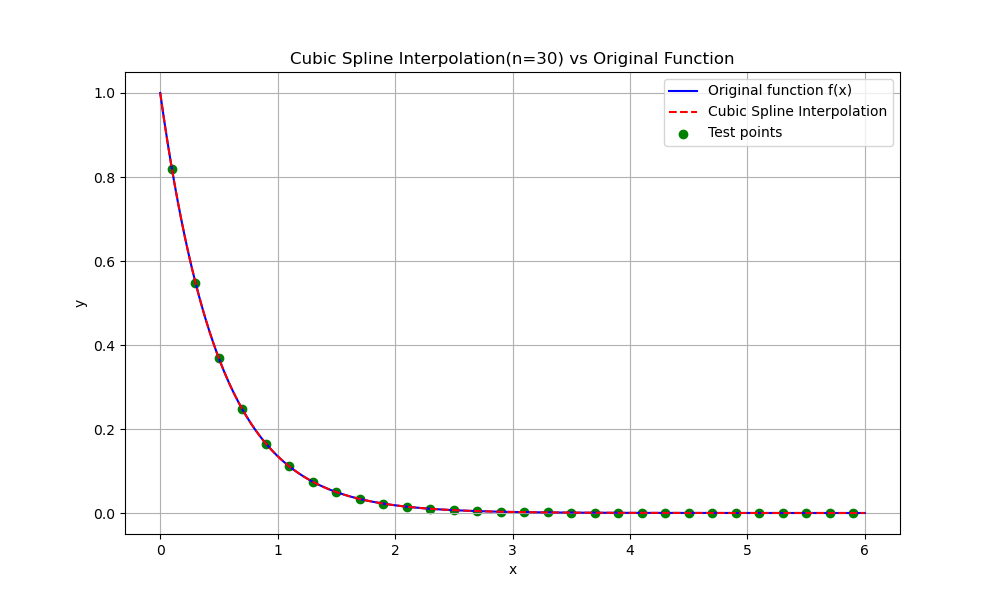 Cubic Spline Interpolation(n=30) vs Original Function
Original function f(x)
Cubic Spline Interpolation
Test points
1.0
0.8
0.6
0.4
0.2
0.0
y
0 1 2 3 4 5 6
x